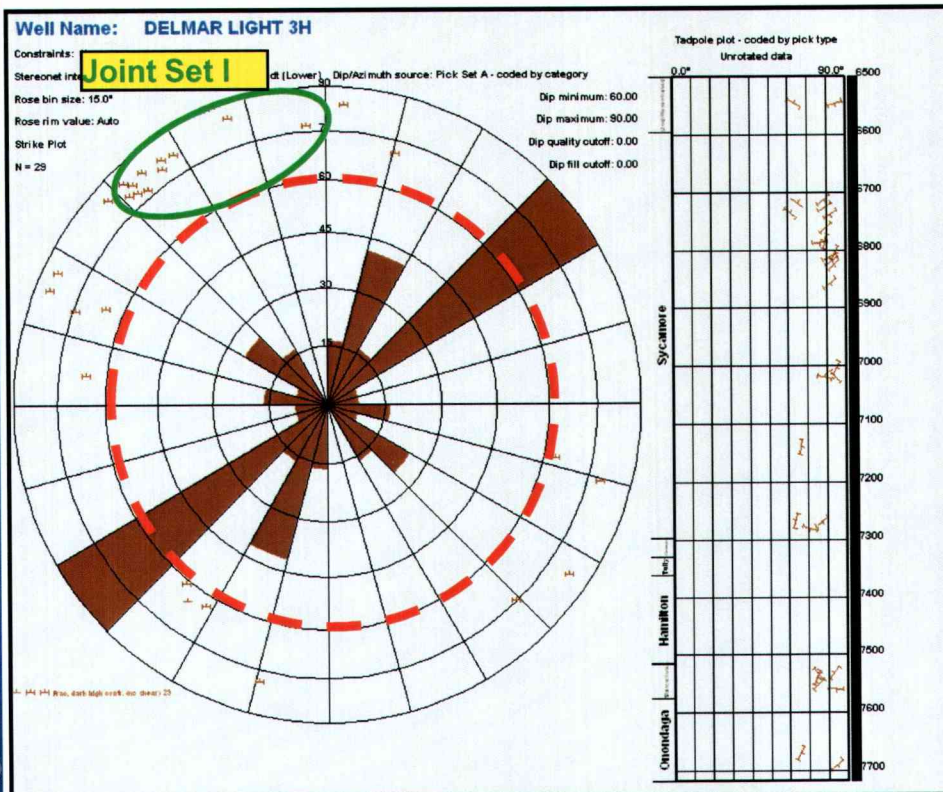 Well Name: DELMAR LIGHT 3H
Constraints:
Joint Set I
Stereonet inte dt (Lower) Dip/Azimuth source: Pick Set A - coded by category
Rose bin size: 15.0°
Rose rim value: Auto
Strike Plot
N = 29
Dip minimum: 60.00
Dip maximum: 90.00
Dip quality cutoff: 0.00
Dip fill cutoff: 0.00
90
60
45
30
15
Tadpole plot - coded by pick type
Unrotated data
0.0° 90.0°
6500
6600
6700
6800
6900
7000
7100
7200
7300
7400
7500
7600
7700
Sycamore
Hamilton
Onondaga